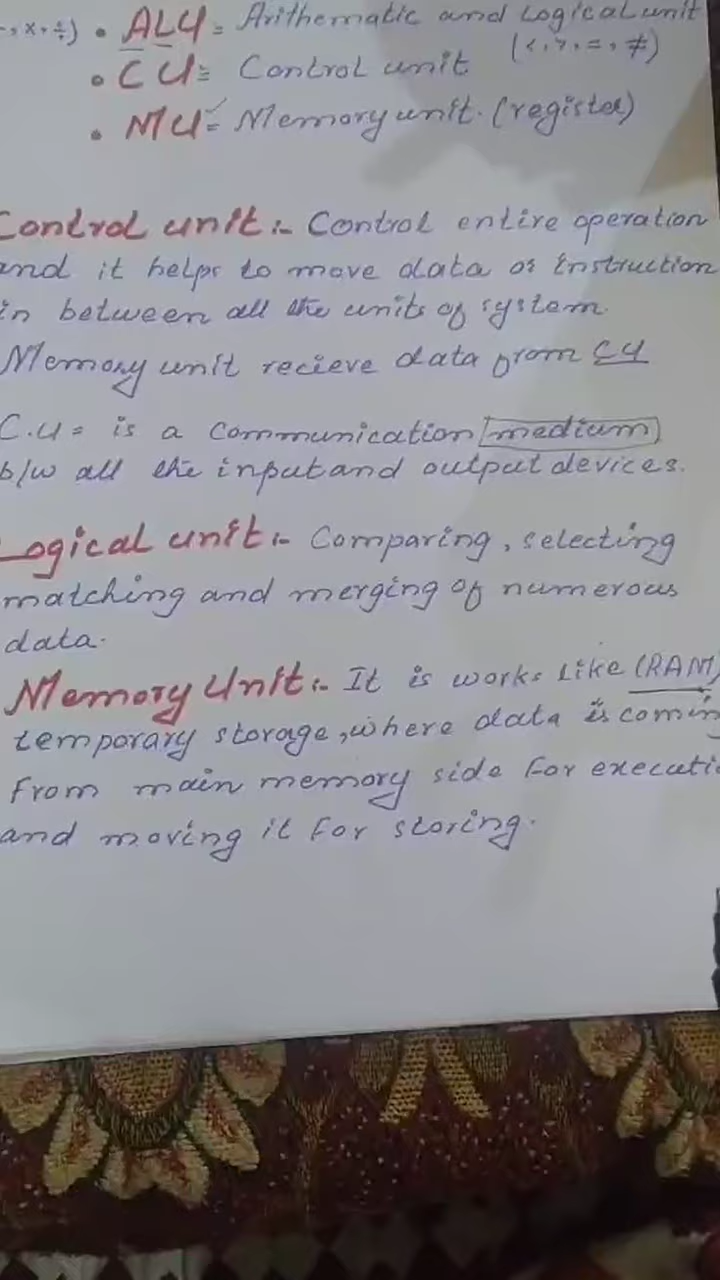 , x, ÷) • ALU = Arithematic and Logical unit
(<, >, =, ≠)
• CU = Control unit
• MU = Memory unit. (register)
Control unit :- Control entire operation
and it helps to move data or instruction
in between all the units of system.
Memory unit recieve data from CU
C.U = is a communication medium
b/w all the input and output devices.
Logical unit :- Comparing, selecting
matching and merging of numerous
data.
Memory Unit :- It is works like (RAM)
temporary storage, where data is comin
From main memory side for executi
and moving it for storing.